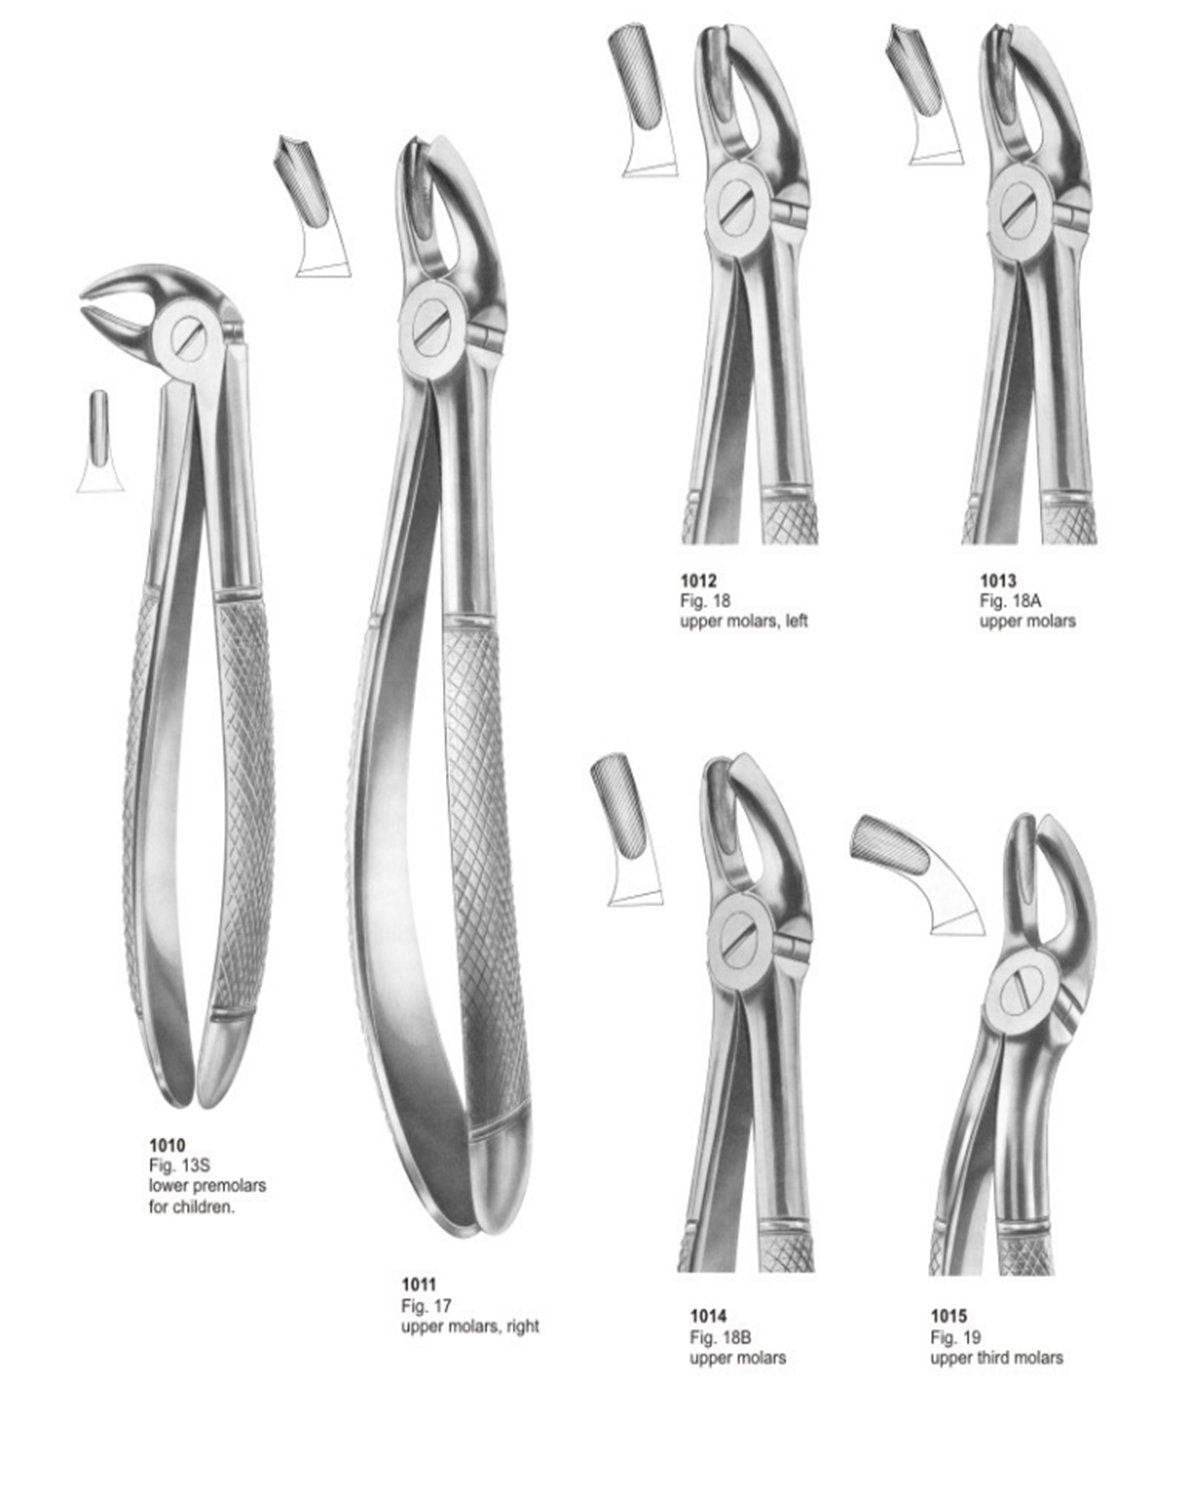 1012
Fig. 18
upper molars, left
1013
Fig. 18A
upper molars
1010
Fig. 13S
lower premolars
for children.
1011
Fig. 17
upper molars, right
1014
Fig. 18B
upper molars
1015
Fig. 19
upper third molars